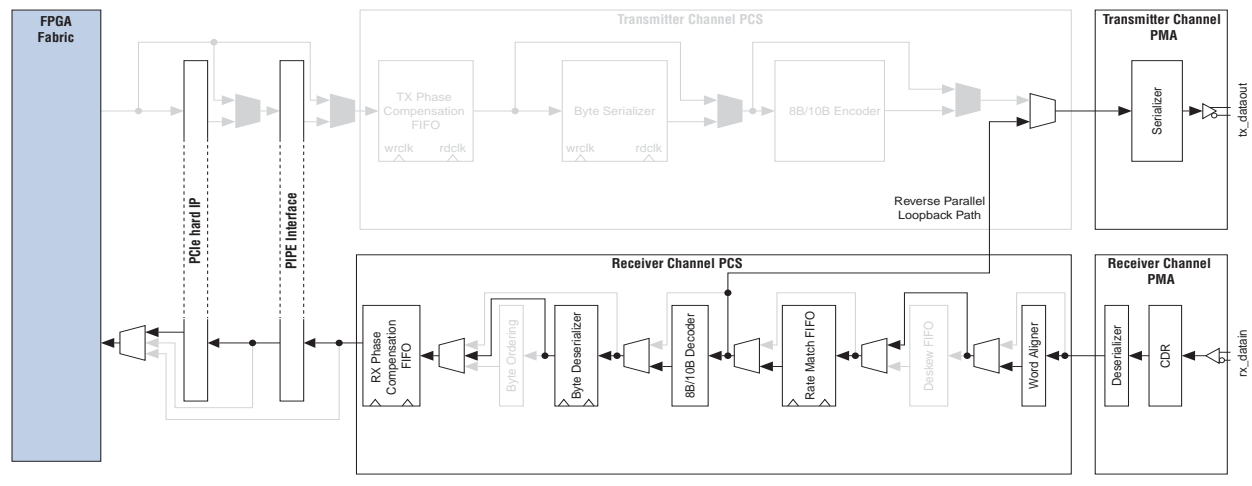 FPGA
Fabric
Transmitter Channel PCS
Transmitter Channel
PMA
TX Phase
Compensation
FIFO
wrclk
rdclk
Byte Serializer
wrclk
rdclk
8B/10B Encoder
Serializer
tx_dataout
PCIe hard IP
PIPE Interface
Reverse Parallel
Loopback Path
Receiver Channel PCS
Receiver Channel
PMA
RX Phase
Compensation
FIFO
Byte Ordering
Byte Deserializer
8B/10B Decoder
Rate Match FIFO
Deskew FIFO
Word Aligner
Deserializer
CDR
rx_datain